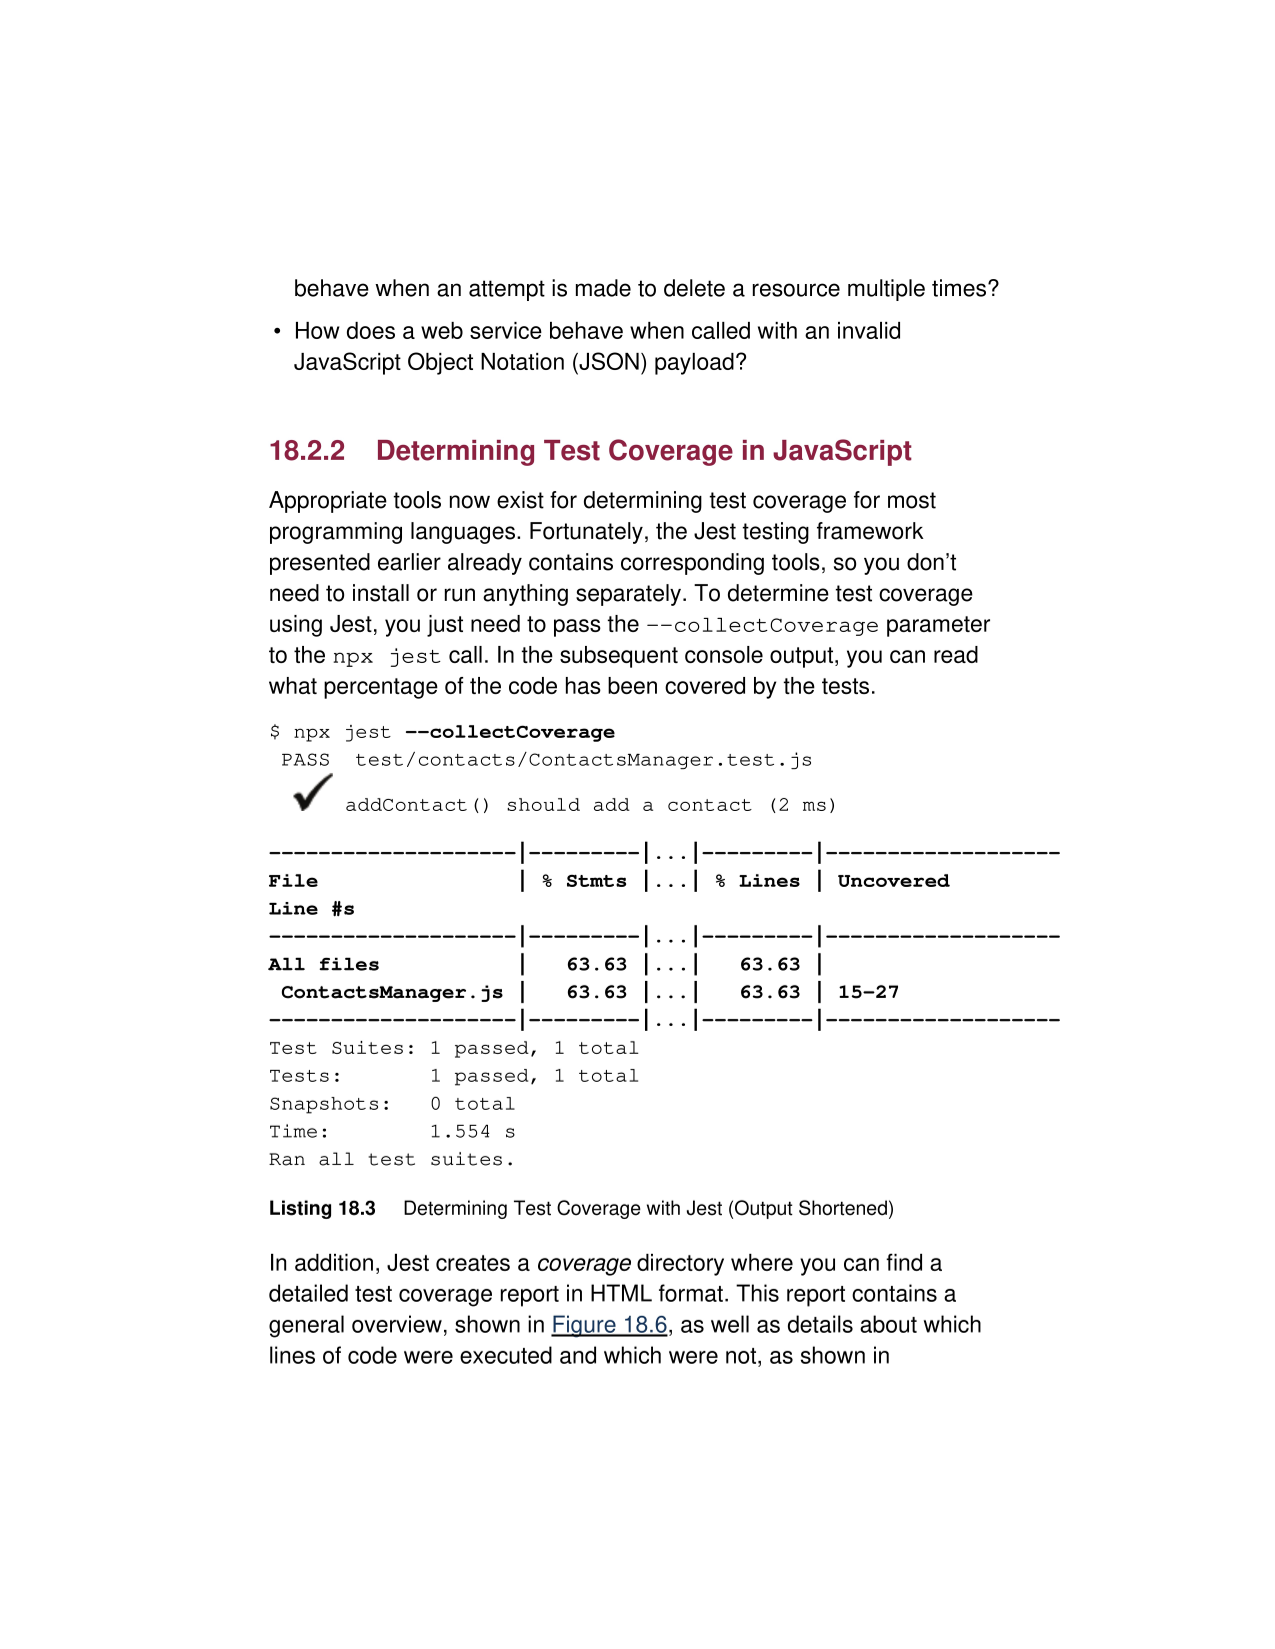 behave when an attempt is made to delete a resource multiple times?
• How does a web service behave when called with an invalid
JavaScript Object Notation (JSON) payload?
18.2.2 Determining Test Coverage in JavaScript
Appropriate tools now exist for determining test coverage for most
programming languages. Fortunately, the Jest testing framework
presented earlier already contains corresponding tools, so you don’t
need to install or run anything separately. To determine test coverage
using Jest, you just need to pass the --collectCoverage parameter
to the npx jest call. In the subsequent console output, you can read
what percentage of the code has been covered by the tests.
$ npx jest --collectCoverage
 PASS  test/contacts/ContactsManager.test.js
✓ addContact() should add a contact (2 ms)
--------------------|---------|...|---------|-------------------
File                | % Stmts |...| % Lines | Uncovered
Line #s
--------------------|---------|...|---------|-------------------
All files           |   63.63 |...|   63.63 |
 ContactsManager.js |   63.63 |...|   63.63 | 15-27
--------------------|---------|...|---------|-------------------
Test Suites: 1 passed, 1 total
Tests:       1 passed, 1 total
Snapshots:   0 total
Time:        1.554 s
Ran all test suites.
Listing 18.3 Determining Test Coverage with Jest (Output Shortened)
In addition, Jest creates a coverage directory where you can find a
detailed test coverage report in HTML format. This report contains a
general overview, shown in Figure 18.6, as well as details about which
lines of code were executed and which were not, as shown in